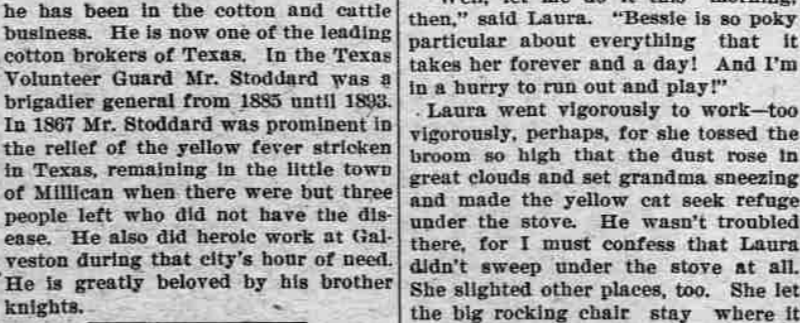 he has been in the cotton and cattle
business. He is now one of the leading
cotton brokers of Texas. In the Texas
Volunteer Guard Mr. Stoddard was a
brigadier general from 1885 until 1893.
In 1867 Mr. Stoddard was prominent in
the relief of the yellow fever stricken
in Texas, remaining in the little town
of Millican when there were but three
people left who did not have the dis-
ease. He also did heroic work at Gal-
veston during that city's hour of need.
He is greatly beloved by his brother
knights.
then," said Laura. "Bessie is so poky
particular about everything that it
takes her forever and a day! And I'm
in a hurry to run out and play!"
Laura went vigorously to work—too
vigorously, perhaps, for she tossed the
broom so high that the dust rose in
great clouds and set grandma sneezing
and made the yellow cat seek refuge
under the stove. He wasn't troubled
there, for I must confess that Laura
didn't sweep under the stove at all.
She slighted other places, too. She let
the big rocking chair stay where it